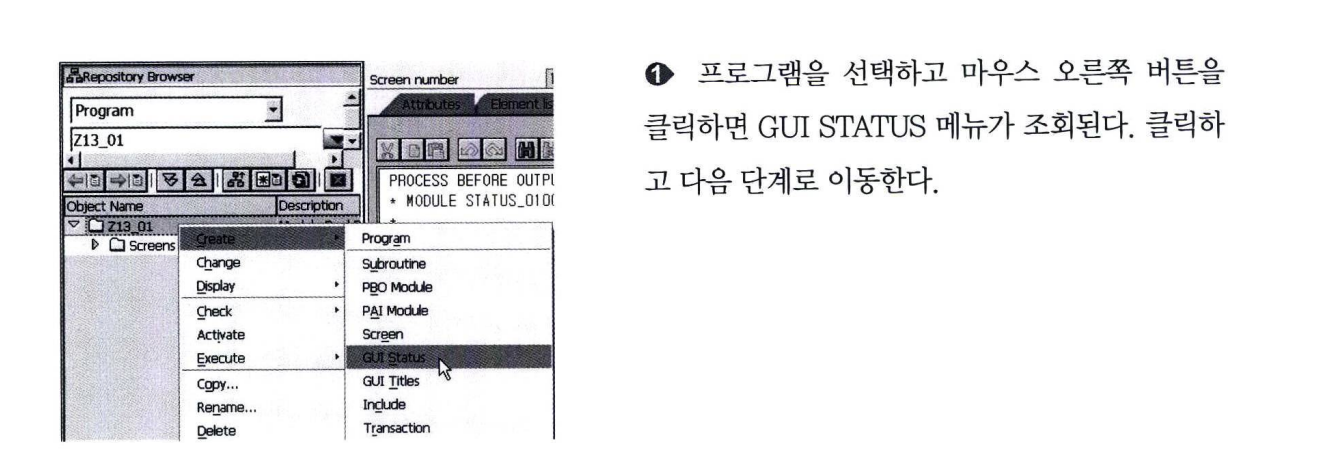 Repository Browser
Program
Z13_01
Object Name Description
Z13_01
Screens
Create
Change
Display
Check
Activate
Execute
Copy...
Rename...
Delete
Screen number
Attributes Element lis
PROCESS BEFORE OUTPU
* MODULE STATUS_0100
*
Program
Subroutine
PBO Module
PAI Module
Screen
GUI Status
GUI Titles
Include
Transaction
❶ 프로그램을 선택하고 마우스 오른쪽 버튼을
클릭하면 GUI STATUS 메뉴가 조회된다. 클릭하
고 다음 단계로 이동한다.